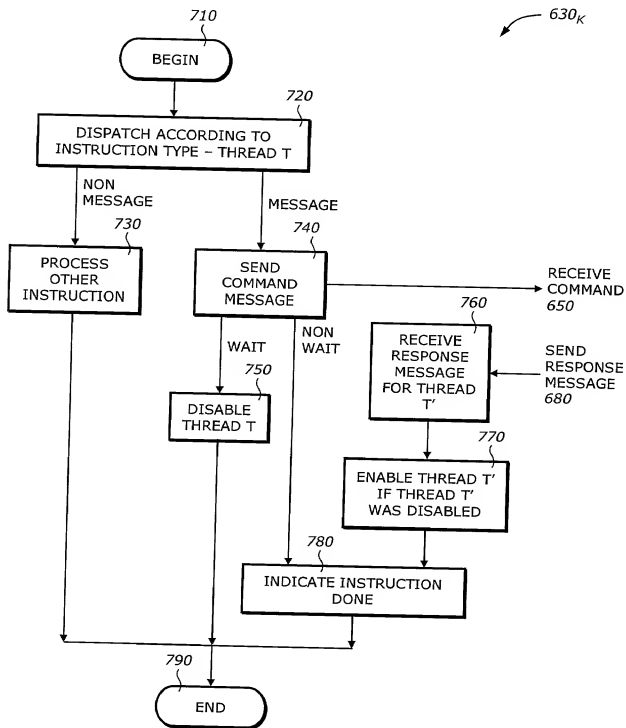 710
630K
BEGIN
720
DISPATCH ACCORDING TO
INSTRUCTION TYPE – THREAD T
NON
MESSAGE
MESSAGE
730
740
PROCESS
OTHER
INSTRUCTION
SEND
COMMAND
MESSAGE
RECEIVE
COMMAND
650
760
WAIT
NON
WAIT
RECEIVE
RESPONSE
MESSAGE
FOR THREAD
T'
SEND
RESPONSE
MESSAGE
680
750
DISABLE
THREAD T
770
ENABLE THREAD T'
IF THREAD T'
WAS DISABLED
780
INDICATE INSTRUCTION
DONE
790
END